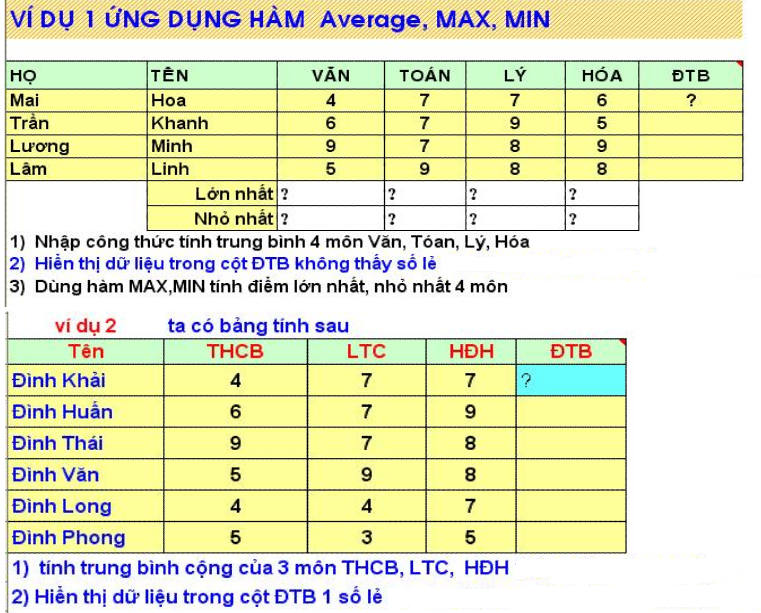 VÍ DỤ 1 ỨNG DỤNG HÀM Average, MAX, MIN
HỌ TÊN VĂN TOÁN LÝ HÓA ĐTB
Mai Hoa 4 7 7 6 ?
Trần Khanh 6 7 9 5
Lương Minh 9 7 8 9
Lâm Linh 5 9 8 8
Lớn nhất ? ? ? ?
Nhỏ nhất ? ? ? ?
1) Nhập công thức tính trung bình 4 môn Văn, Tóan, Lý, Hóa
2) Hiển thị dữ liệu trong cột ĐTB không thấy số lẻ
3) Dùng hàm MAX,MIN tính điểm lớn nhất, nhỏ nhất 4 môn
ví dụ 2 ta có bảng tính sau
Tên THCB LTC HĐH ĐTB
Đình Khải 4 7 7 ?
Đình Huấn 6 7 9
Đình Thái 9 7 8
Đình Văn 5 9 8
Đình Long 4 4 7
Đình Phong 5 3 5
1) tính trung bình cộng của 3 môn THCB, LTC, HĐH
2) Hiển thị dữ liệu trong cột ĐTB 1 số lẻ